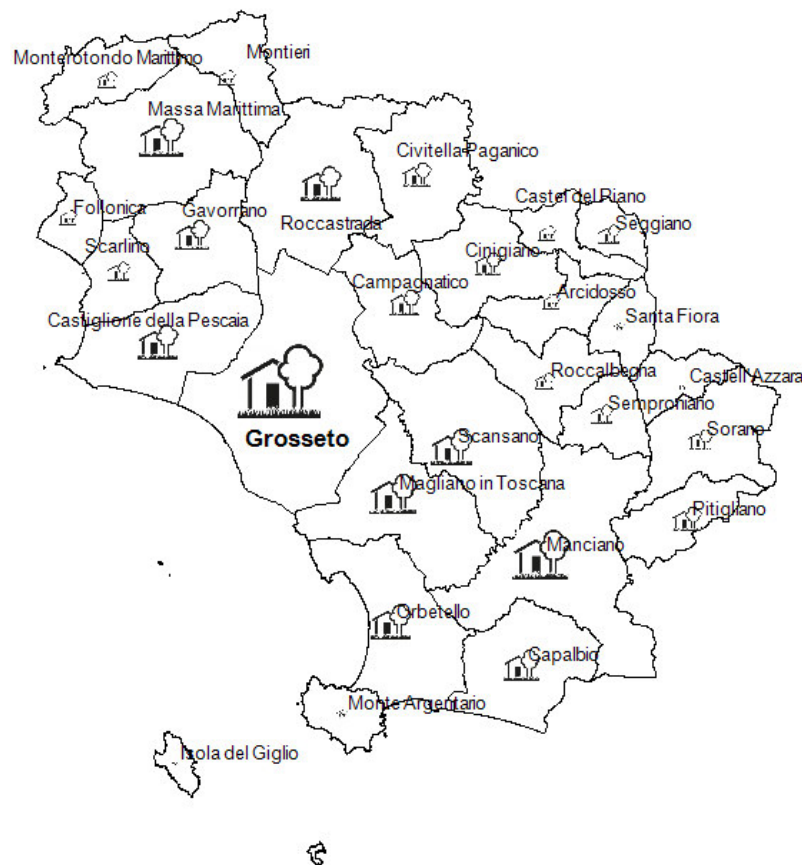 Monterotondo Marittimo
Montieri
Massa Marittima
Civitella Paganico
Follonica
Gavorrano
Roccastrada
Castel del Riano
Seggiano
Scarlino
Cinigiano
Campagnatico
Arcidosso
Castiglione della Pescaia
Santa Fiora
Roccalbegna
Castell'Azzara
Semproniano
Grosseto
Scansano
Sorano
Magliano in Toscana
Pitigliano
Manciano
Orbetello
Capalbio
Monte Argentario
Isola del Giglio